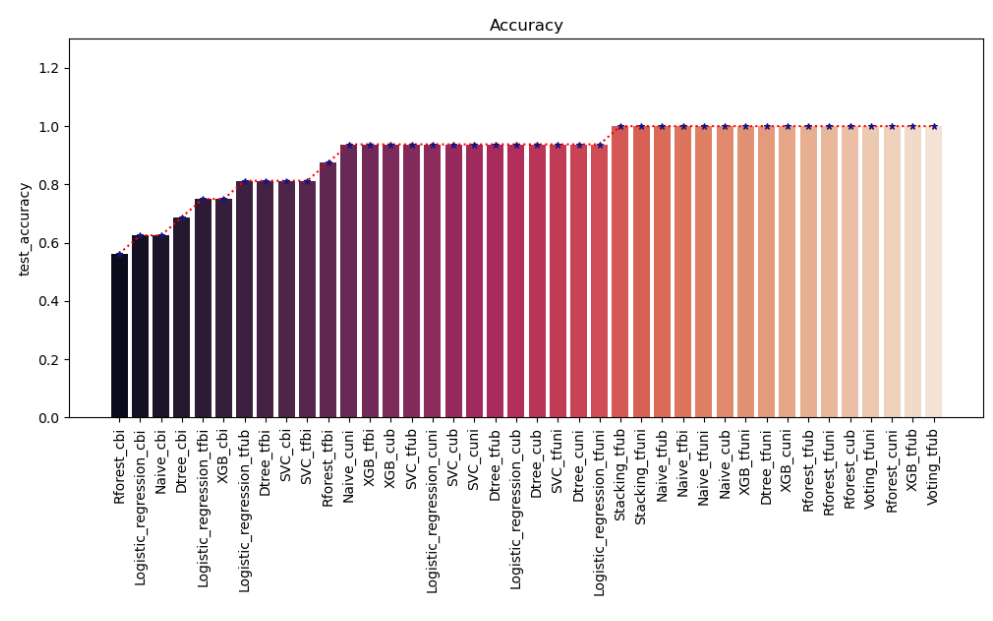 Accuracy
test_accuracy
1.2
1.0
0.8
0.6
0.4
0.2
0.0
Rforest_cbi
Logistic_regression_cbi
Naive_cbi
Dtree_cbi
Logistic_regression_tfbi
XGB_cbi
Logistic_regression_tfub
Dtree_tfbi
SVC_cbi
SVC_tfbi
Rforest_tfbi
Naive_cuni
XGB_tfbi
XGB_cub
SVC_tfub
Logistic_regression_cuni
SVC_cub
SVC_cuni
Dtree_tfub
Logistic_regression_cub
Dtree_cub
SVC_tfuni
Dtree_cuni
Logistic_regression_tfuni
Stacking_tfub
Stacking_tfuni
Naive_tfub
Naive_tfbi
Naive_tfuni
Naive_cub
XGB_tfuni
Dtree_tfuni
XGB_cuni
Rforest_tfub
Rforest_tfuni
Rforest_cub
Voting_tfuni
Rforest_cuni
XGB_tfub
Voting_tfub